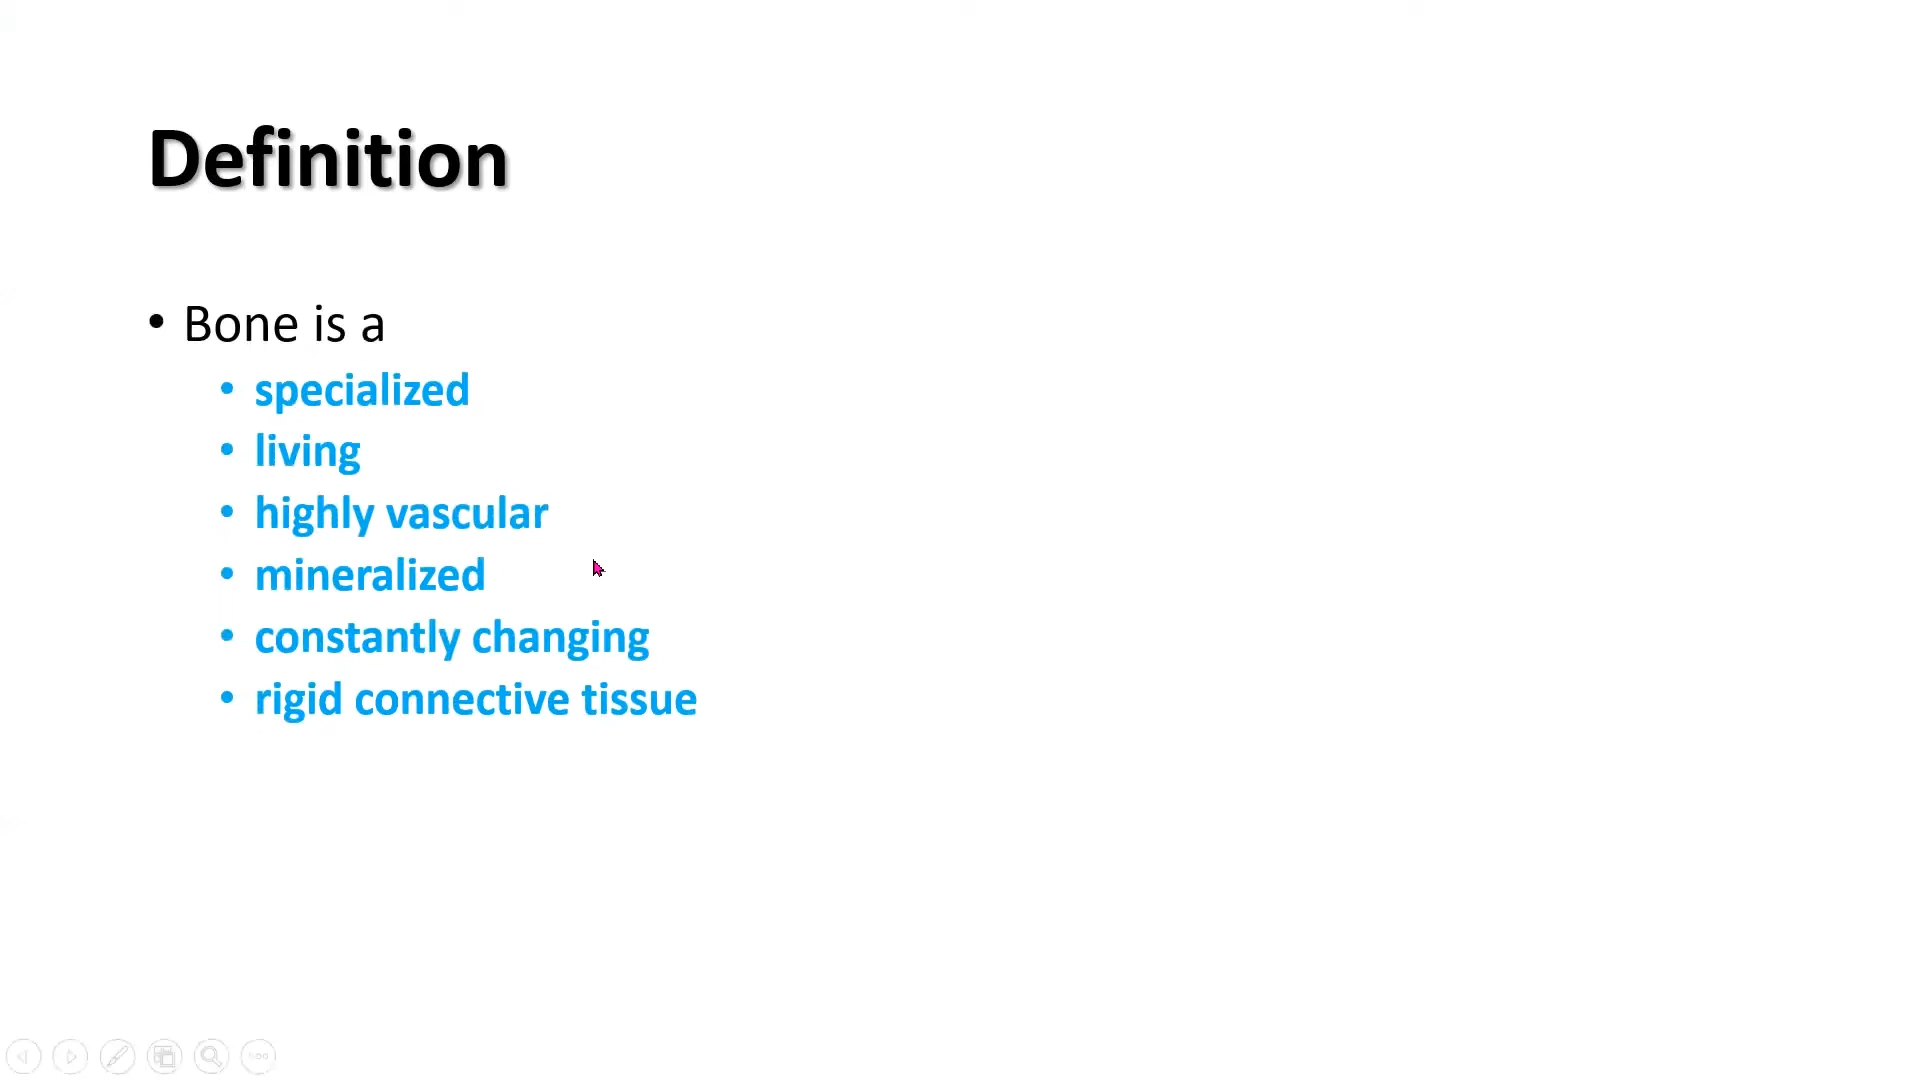 Definition
• Bone is a
• specialized
• living
• highly vascular
• mineralized
• constantly changing
• rigid connective tissue